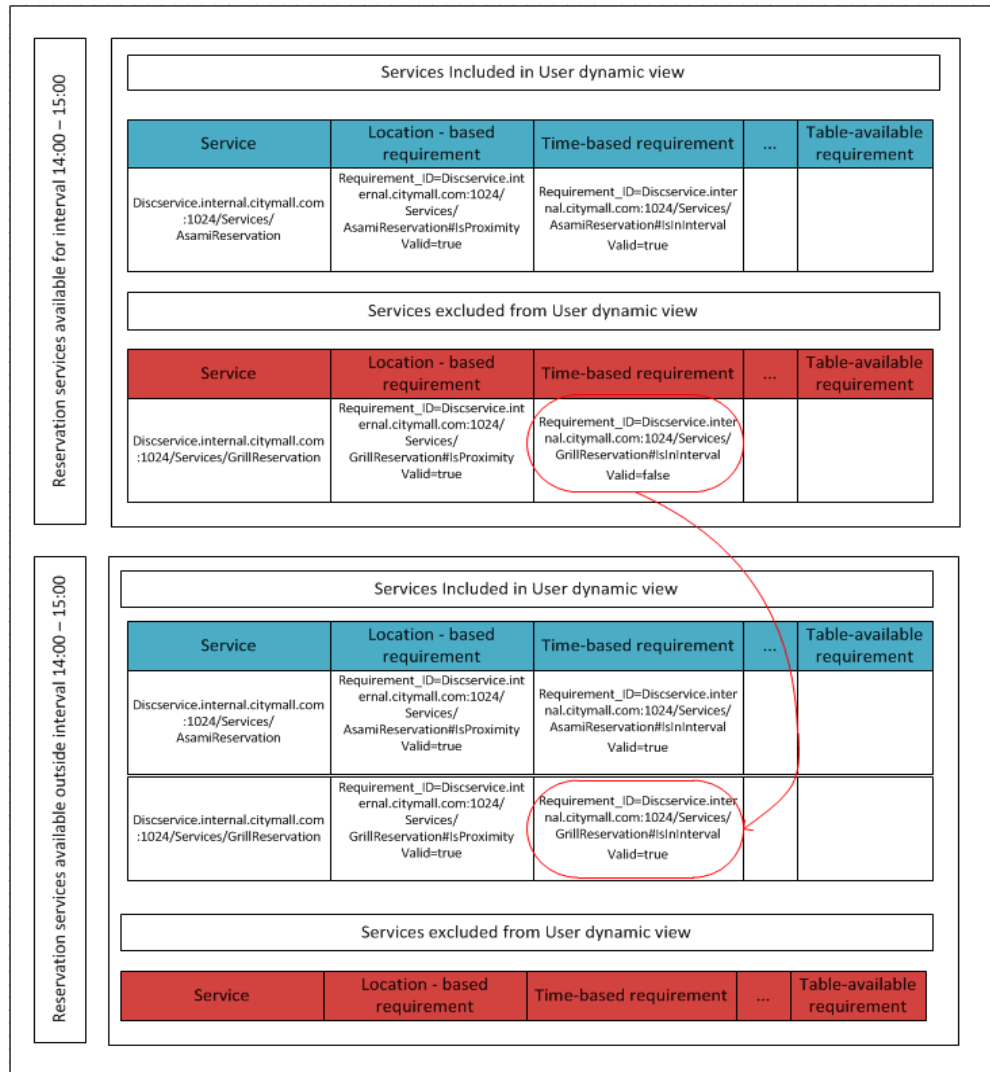 Reservation services available for interval 14:00 – 15:00
Services Included in User dynamic view
Service
Location - based
requirement
Time-based requirement
...
Table-available
requirement
Discservice.internal.citymall.com
:1024/Services/
AsamiReservation
Requirement_ID=Discservice.int
ernal.citymall.com:1024/
Services/
AsamiReservation#IsProximity
Valid=true
Requirement_ID=Discservice.inter
nal.citymall.com:1024/Services/
AsamiReservation#IsInInterval
Valid=true
Services excluded from User dynamic view
Service
Location - based
requirement
Time-based requirement
...
Table-available
requirement
Discservice.internal.citymall.com
:1024/Services/GrillReservation
Requirement_ID=Discservice.int
ernal.citymall.com:1024/
Services/
GrillReservation#IsProximity
Valid=true
Requirement_ID=Discservice.inter
nal.citymall.com:1024/Services/
GrillReservation#IsInInterval
Valid=false
Reservation services available outside interval 14:00 – 15:00
Services Included in User dynamic view
Service
Location - based
requirement
Time-based requirement
...
Table-available
requirement
Discservice.internal.citymall.com
:1024/Services/
AsamiReservation
Requirement_ID=Discservice.int
ernal.citymall.com:1024/
Services/
AsamiReservation#IsProximity
Valid=true
Requirement_ID=Discservice.inter
nal.citymall.com:1024/Services/
AsamiReservation#IsInInterval
Valid=true
Discservice.internal.citymall.com
:1024/Services/GrillReservation
Requirement_ID=Discservice.int
ernal.citymall.com:1024/
Services/
GrillReservation#IsProximity
Valid=true
Requirement_ID=Discservice.inter
nal.citymall.com:1024/Services/
GrillReservation#IsInInterval
Valid=true
Services excluded from User dynamic view
Service
Location - based
requirement
Time-based requirement
...
Table-available
requirement